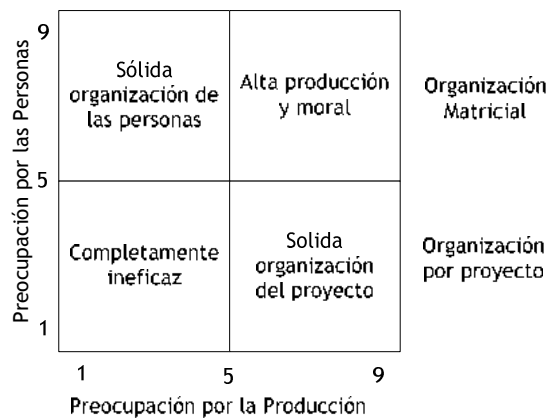 Preocupación por las Personas
9
5
1
Sólida
organización de
las personas
Alta producción
y moral
Organización
Matricial
Completamente
ineficaz
Solida
organización
del proyecto
Organización
por proyecto
1
5
9
Preocupación por la Producción